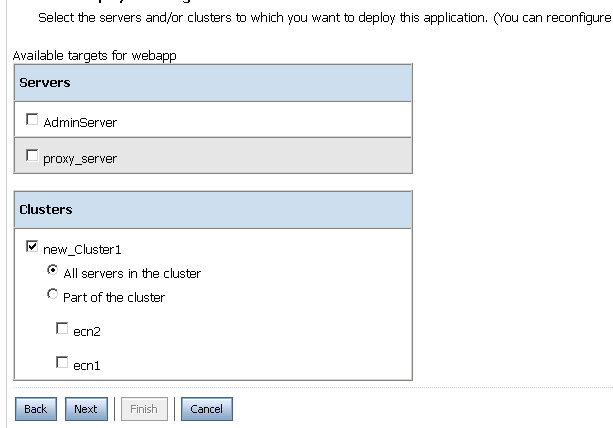 Select the servers and/or clusters to which you want to deploy this application. (You can reconfigure
Available targets for webapp
Servers
AdminServer
proxy_server
Clusters
new_Cluster1
All servers in the cluster
Part of the cluster
ecn2
ecn1
Back Next Finish Cancel